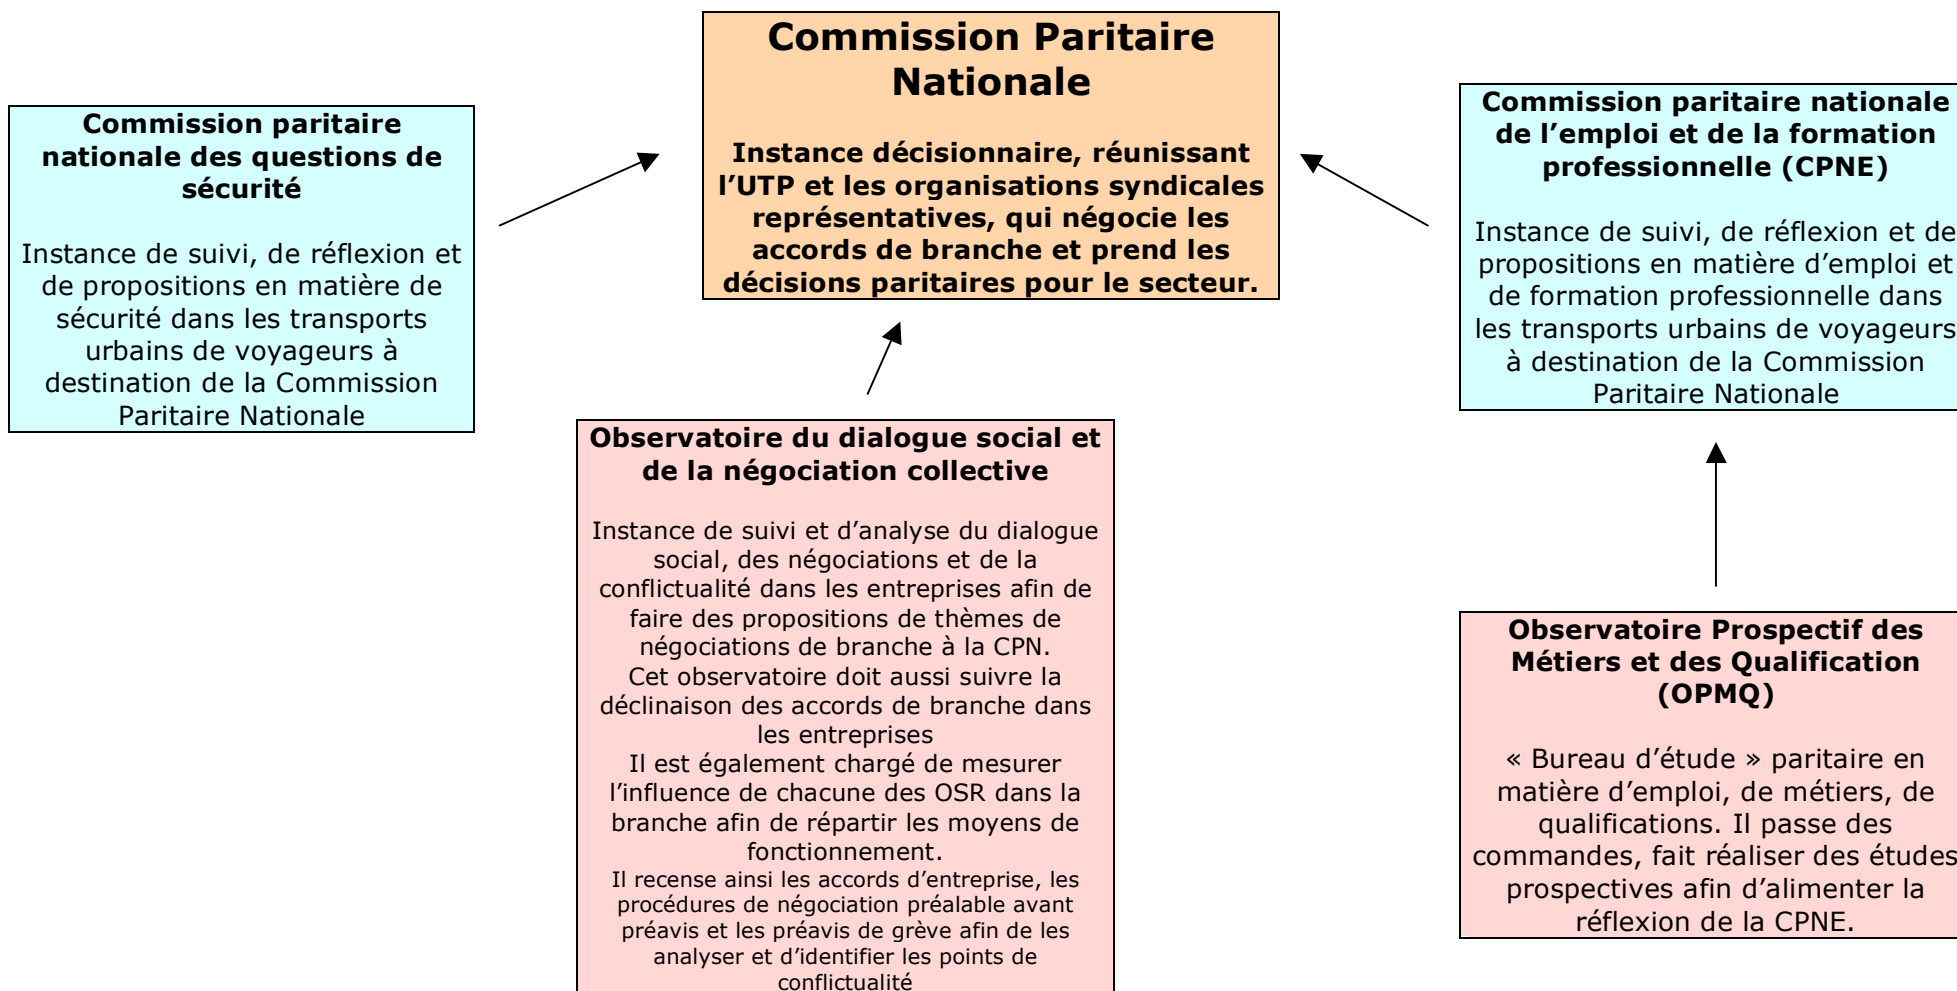 Commission Paritaire
Nationale
Instance décisionnaire, réunissant
l’UTP et les organisations syndicales
représentatives, qui négocie les
accords de branche et prend les
décisions paritaires pour le secteur.
Commission paritaire
nationale des questions de
sécurité
Instance de suivi, de réflexion et
de propositions en matière de
sécurité dans les transports
urbains de voyageurs à
destination de la Commission
Paritaire Nationale
Commission paritaire nationale
de l’emploi et de la formation
professionnelle (CPNE)
Instance de suivi, de réflexion et de
propositions en matière d’emploi et
de formation professionnelle dans
les transports urbains de voyageurs
à destination de la Commission
Paritaire Nationale
Observatoire du dialogue social et
de la négociation collective
Instance de suivi et d’analyse du dialogue
social, des négociations et de la
conflictualité dans les entreprises afin de
faire des propositions de thèmes de
négociations de branche à la CPN.
Cet observatoire doit aussi suivre la
déclinaison des accords de branche dans
les entreprises
Il est également chargé de mesurer
l’influence de chacune des OSR dans la
branche afin de répartir les moyens de
fonctionnement.
Il recense ainsi les accords d’entreprise, les
procédures de négociation préalable avant
préavis et les préavis de grève afin de les
analyser et d’identifier les points de
conflictualité
Observatoire Prospectif des
Métiers et des Qualification
(OPMQ)
« Bureau d’étude » paritaire en
matière d’emploi, de métiers, de
qualifications. Il passe des
commandes, fait réaliser des études
prospectives afin d’alimenter la
réflexion de la CPNE.